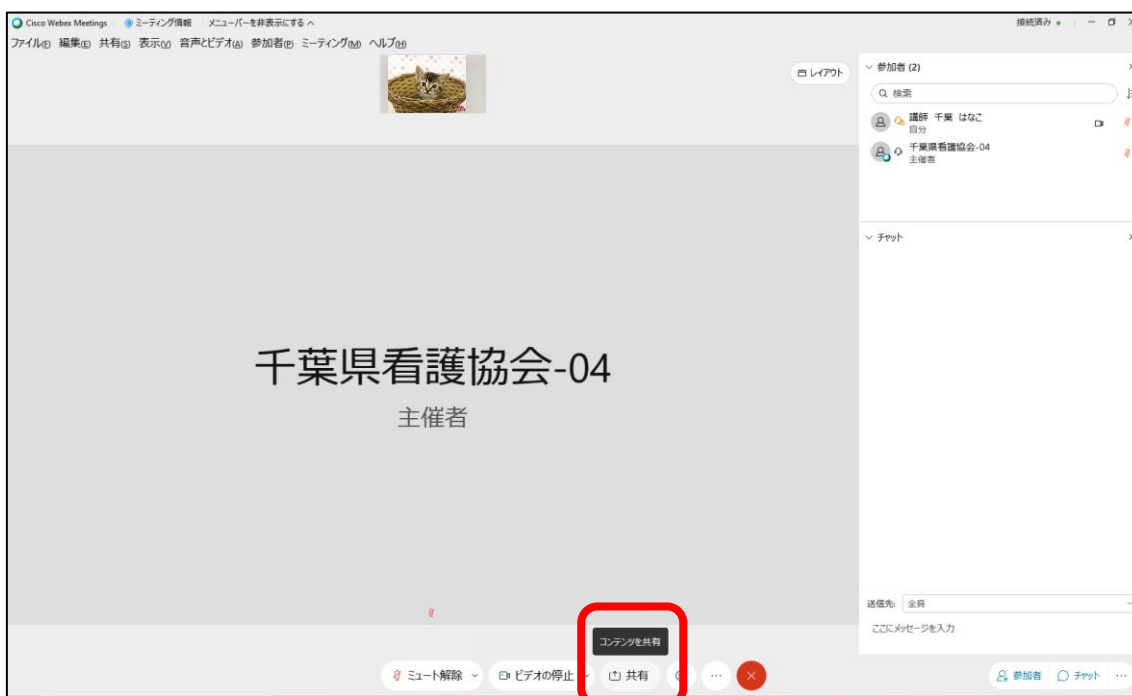 Cisco Webex Meetings ミーティング情報 メニューバーを非表示にする 接続済み
ファイル(F) 編集(E) 共有(S) 表示(V) 音声とビデオ(A) 参加者(P) ミーティング(M) ヘルプ(H)
レイアウト
参加者 (2)
検索
講師 千葉 はなこ
自分
千葉県看護協会-04
主催者
チャット
千葉県看護協会-04
主催者
送信先: 全員
ここにメッセージを入力
コンテンツを共有
ミュート解除 ビデオの停止 共有 参加者 チャット